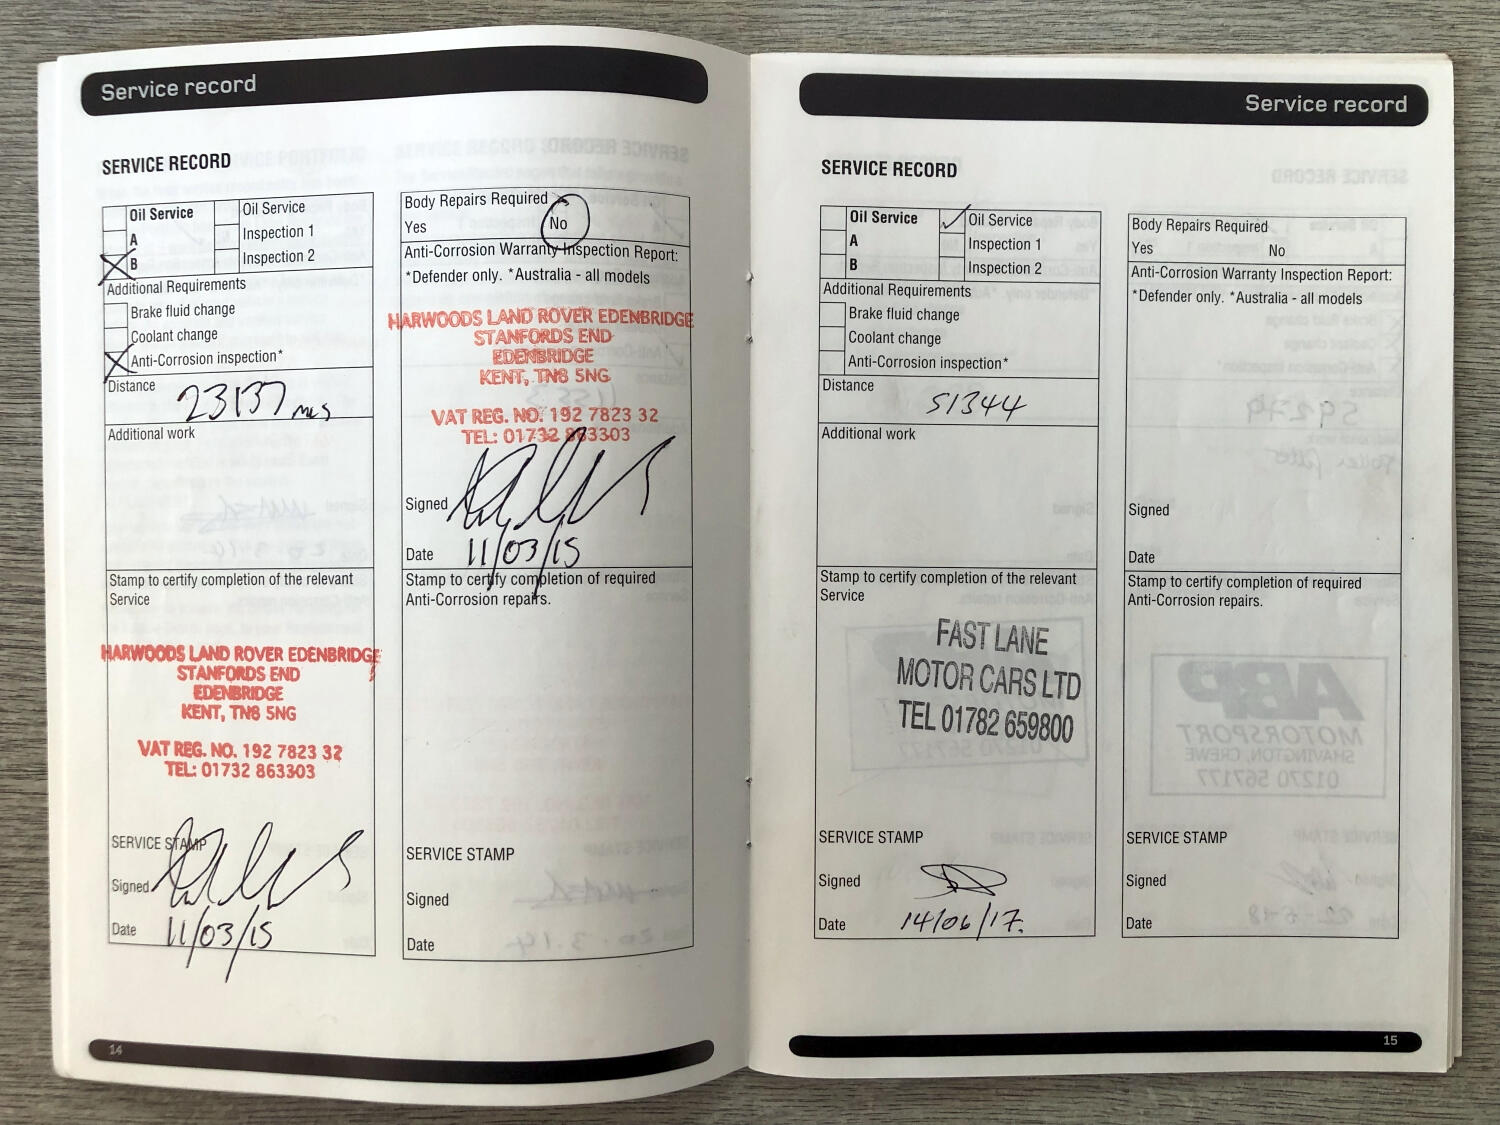 Service record
SERVICE RECORD
Oil Service
A
B
Oil Service
Inspection 1
Inspection 2
Additional Requirements
Brake fluid change
Coolant change
Anti-Corrosion inspection*
Distance
23137 mls
Additional work
Stamp to certify completion of the relevant
Service
HARWOODS LAND ROVER EDENBRIDGE
STANFORDS END
EDENBRIDGE
KENT, TN8 5NG
VAT REG. NO. 192 7823 32
TEL: 01732 863303
SERVICE STAMP
Signed
Date 11/03/15
Body Repairs Required
Yes No
Anti-Corrosion Warranty Inspection Report:
*Defender only. *Australia - all models
HARWOODS LAND ROVER EDENBRIDGE
STANFORDS END
EDENBRIDGE
KENT, TN8 5NG
VAT REG. NO. 192 7823 32
TEL: 01732 863303
Signed
Date 11/03/15
Stamp to certify completion of required
Anti-Corrosion repairs.
SERVICE STAMP
Signed
Date
14
Service record
SERVICE RECORD
Oil Service
A
B
Oil Service
Inspection 1
Inspection 2
Additional Requirements
Brake fluid change
Coolant change
Anti-Corrosion inspection*
Distance
51344
Additional work
Stamp to certify completion of the relevant
Service
FAST LANE
MOTOR CARS LTD
TEL 01782 659800
SERVICE STAMP
Signed
Date 14/06/17.
Body Repairs Required
Yes No
Anti-Corrosion Warranty Inspection Report:
*Defender only. *Australia - all models
Signed
Date
Stamp to certify completion of required
Anti-Corrosion repairs.
SERVICE STAMP
Signed
Date
15